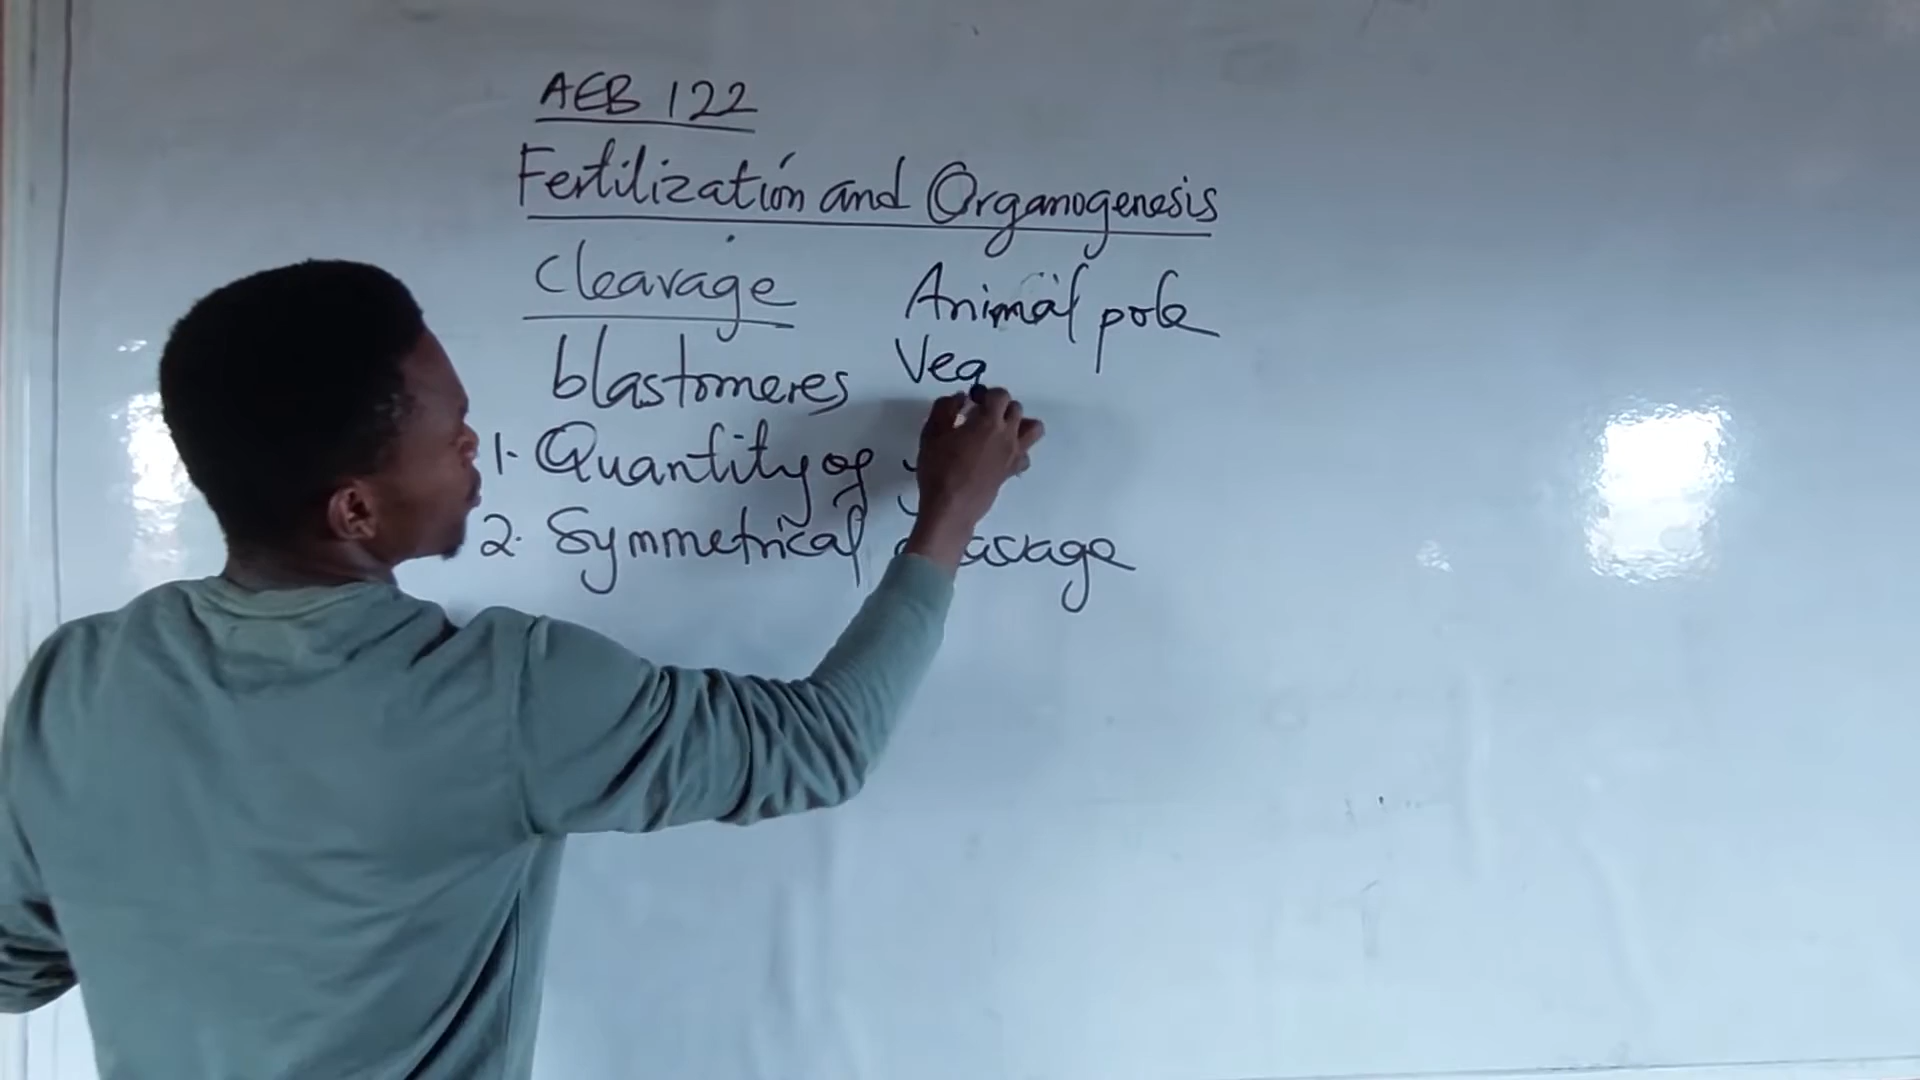 AEB 122
Fertilization and Organogenesis
Cleavage
Animal pole
blastomeres
Veg
1. Quantity of
2. Symmetrical